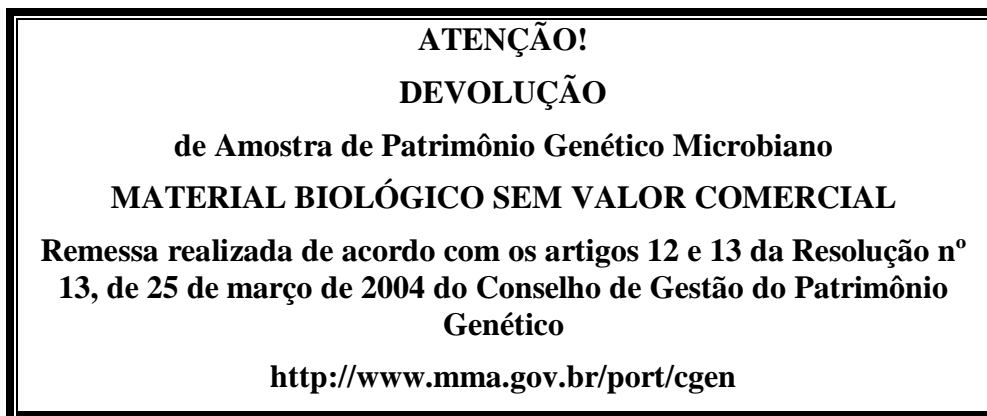 ATENÇÃO!
DEVOLUÇÃO
de Amostra de Patrimônio Genético Microbiano
MATERIAL BIOLÓGICO SEM VALOR COMERCIAL
Remessa realizada de acordo com os artigos 12 e 13 da Resolução nº
13, de 25 de março de 2004 do Conselho de Gestão do Patrimônio
Genético
http://www.mma.gov.br/port/cgen